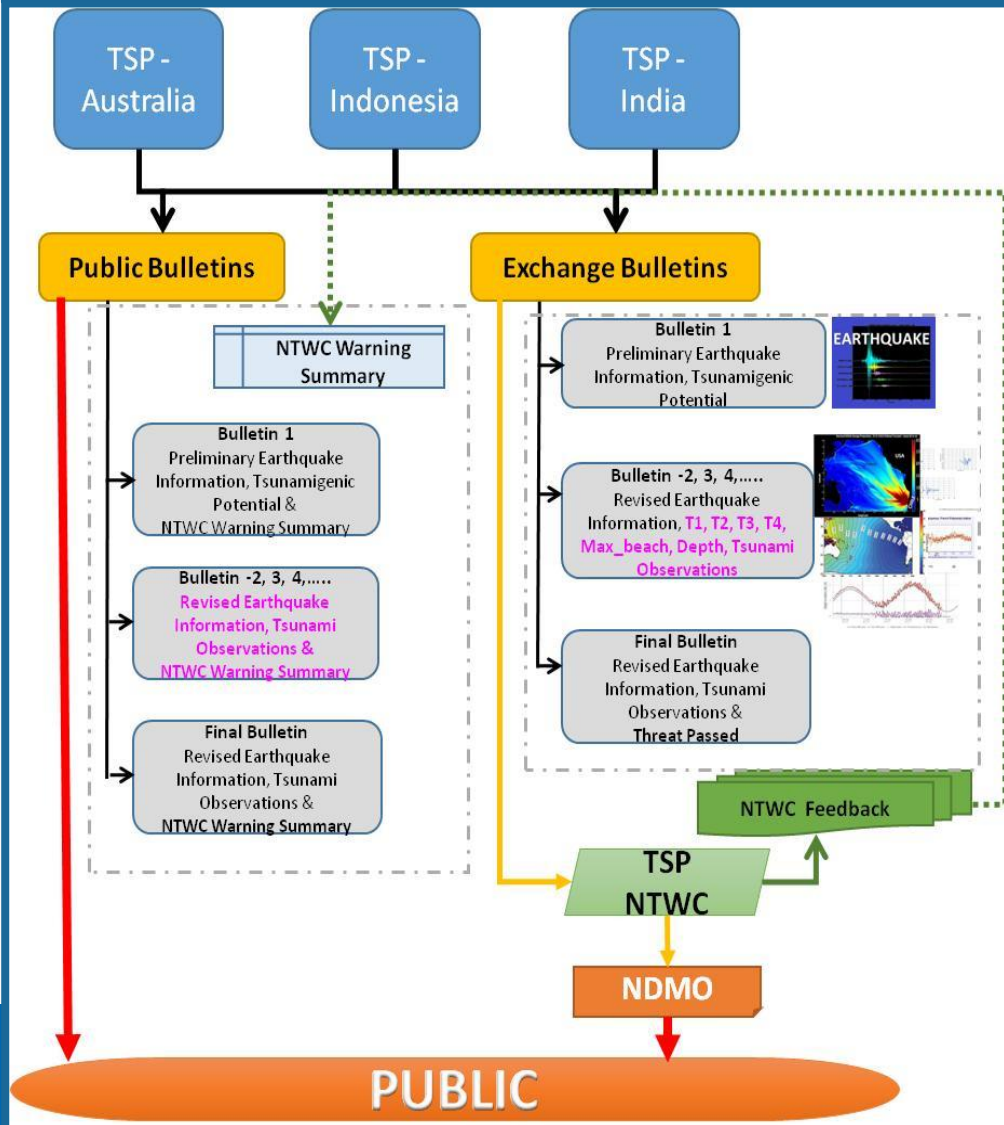 TSP -
Australia
TSP -
Indonesia
TSP -
India
Public Bulletins
Exchange Bulletins
NTWC Warning
Summary
Bulletin 1
Preliminary Earthquake
Information, Tsunamigenic
Potential &
NTWC Warning Summary
Bulletin -2, 3, 4,.....
Revised Earthquake
Information, Tsunami
Observations &
NTWC Warning Summary
Final Bulletin
Revised Earthquake
Information, Tsunami
Observations &
NTWC Warning Summary
Bulletin 1
Preliminary Earthquake
Information, Tsunamigenic
Potential
EARTHQUAKE
Bulletin -2, 3, 4,.....
Revised Earthquake
Information, T1, T2, T3, T4,
Max_beach, Depth, Tsunami
Observations
USA
Final Bulletin
Revised Earthquake
Information, Tsunami
Observations &
Threat Passed
NTWC Feedback
TSP
NTWC
NDMO
PUBLIC